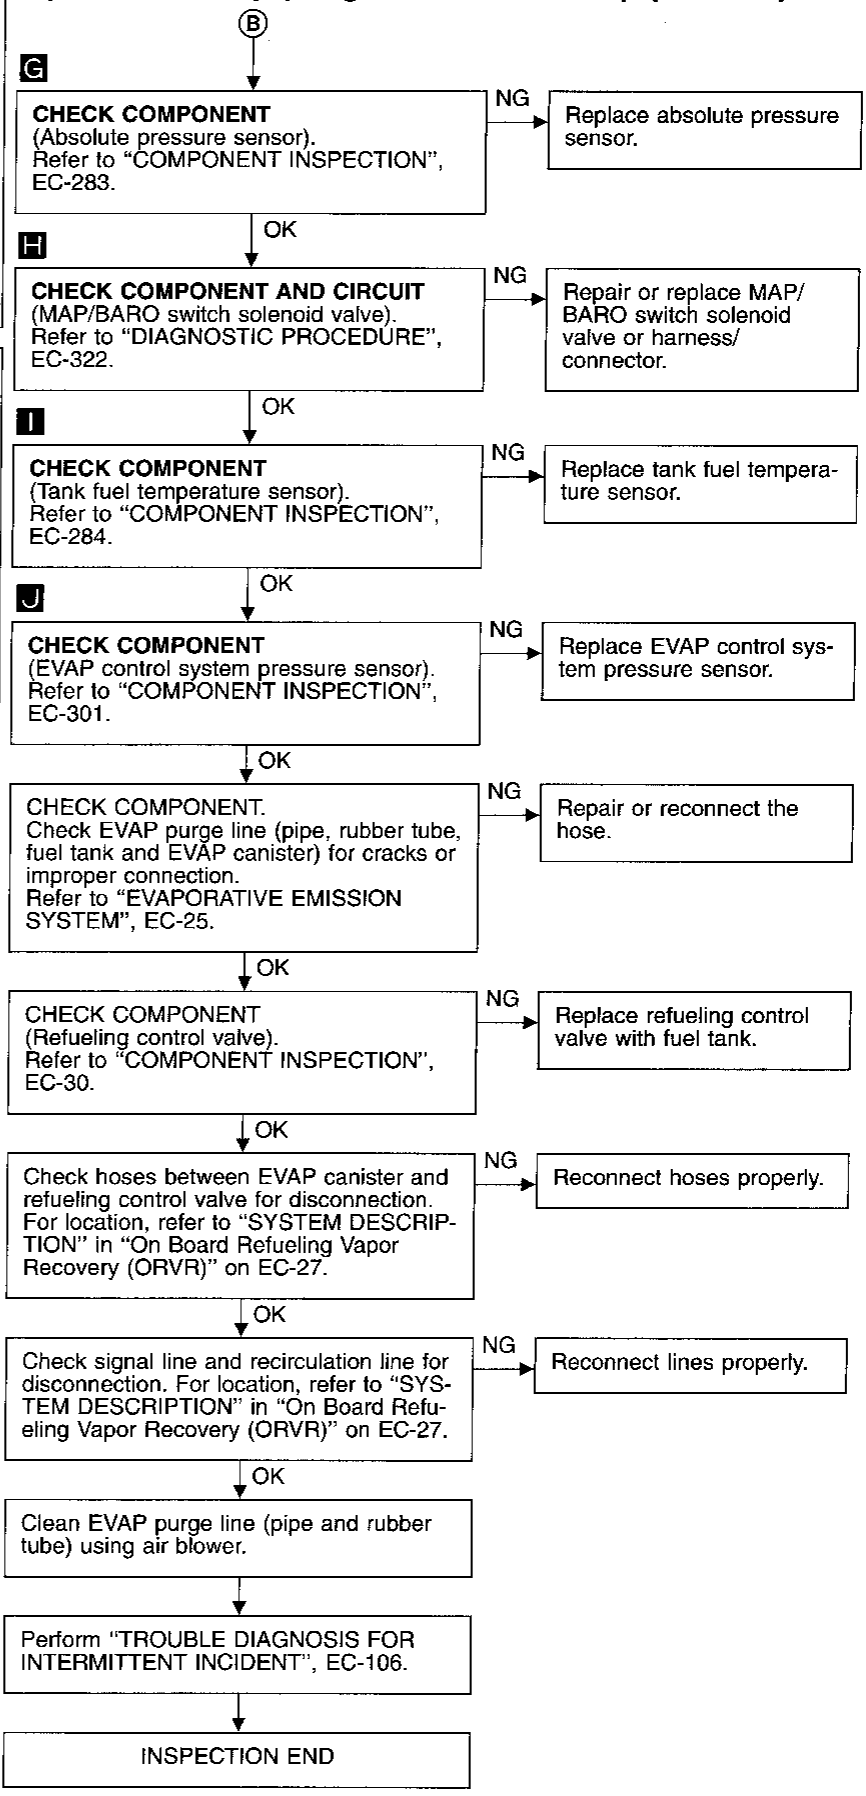 B
G
CHECK COMPONENT
(Absolute pressure sensor).
Refer to “COMPONENT INSPECTION”,
EC-283.
NG
Replace absolute pressure
sensor.
OK
H
CHECK COMPONENT AND CIRCUIT
(MAP/BARO switch solenoid valve).
Refer to “DIAGNOSTIC PROCEDURE”,
EC-322.
NG
Repair or replace MAP/
BARO switch solenoid
valve or harness/
connector.
OK
I
CHECK COMPONENT
(Tank fuel temperature sensor).
Refer to “COMPONENT INSPECTION”,
EC-284.
NG
Replace tank fuel tempera-
ture sensor.
OK
J
CHECK COMPONENT
(EVAP control system pressure sensor).
Refer to “COMPONENT INSPECTION”,
EC-301.
NG
Replace EVAP control sys-
tem pressure sensor.
OK
CHECK COMPONENT.
Check EVAP purge line (pipe, rubber tube,
fuel tank and EVAP canister) for cracks or
improper connection.
Refer to “EVAPORATIVE EMISSION
SYSTEM”, EC-25.
NG
Repair or reconnect the
hose.
OK
CHECK COMPONENT
(Refueling control valve).
Refer to “COMPONENT INSPECTION”,
EC-30.
NG
Replace refueling control
valve with fuel tank.
OK
Check hoses between EVAP canister and
refueling control valve for disconnection.
For location, refer to “SYSTEM DESCRIP-
TION” in “On Board Refueling Vapor
Recovery (ORVR)” on EC-27.
NG
Reconnect hoses properly.
OK
Check signal line and recirculation line for
disconnection. For location, refer to “SYS-
TEM DESCRIPTION” in “On Board Refu-
eling Vapor Recovery (ORVR)” on EC-27.
NG
Reconnect lines properly.
OK
Clean EVAP purge line (pipe and rubber
tube) using air blower.
Perform “TROUBLE DIAGNOSIS FOR
INTERMITTENT INCIDENT”, EC-106.
INSPECTION END